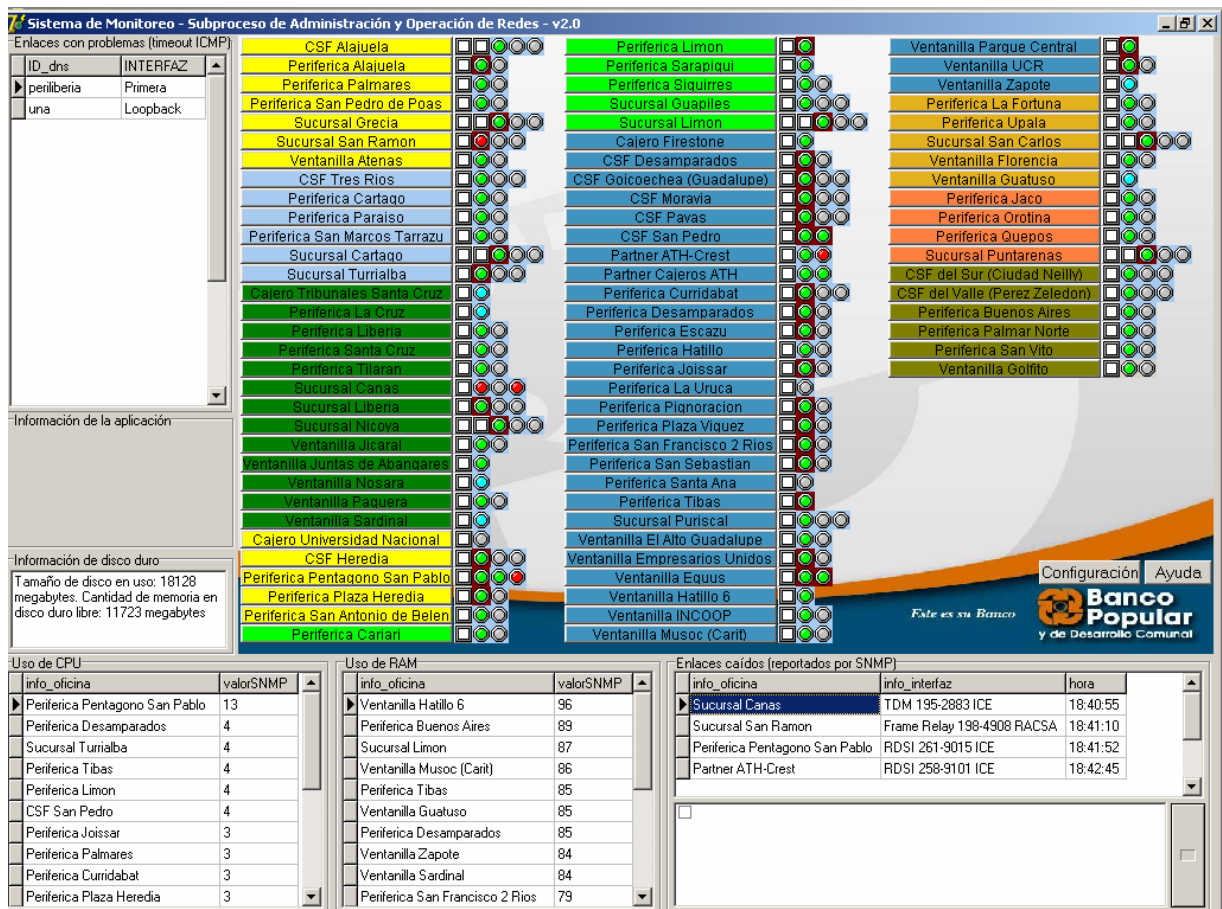 Sistema de Monitoreo - Subproceso de Administración y Operación de Redes - v2.0
Enlaces con problemas (timeout ICMP)
ID_dns INTERFAZ
periliberia Primera
una Loopback
CSF Alajuela
Periferica Alajuela
Periferica Palmares
Periferica San Pedro de Poas
Sucursal Grecia
Sucursal San Ramon
Ventanilla Atenas
CSF Tres Rios
Periferica Cartago
Periferica Paraiso
Periferica San Marcos Tarrazu
Sucursal Cartago
Sucursal Turrialba
Cajero Tribunales Santa Cruz
Periferica La Cruz
Periferica Liberia
Periferica Santa Cruz
Periferica Tilaran
Sucursal Canas
Sucursal Liberia
Sucursal Nicoya
Ventanilla Jicaral
Ventanilla Juntas de Abangares
Ventanilla Nosara
Ventanilla Paquera
Ventanilla Sardinal
Cajero Universidad Nacional
CSF Heredia
Periferica Pentagono San Pablo
Periferica Plaza Heredia
Periferica San Antonio de Belen
Periferica Cariari
Periferica Limon
Periferica Sarapiqui
Periferica Siquirres
Sucursal Guapiles
Sucursal Limon
Cajero Firestone
CSF Desamparados
CSF Goicoechea (Guadalupe)
CSF Moravia
CSF Pavas
CSF San Pedro
Partner ATH-Crest
Partner Cajeros ATH
Periferica Curridabat
Periferica Desamparados
Periferica Escazu
Periferica Hatillo
Periferica Joissar
Periferica La Uruca
Periferica Pignoracion
Periferica Plaza Viquez
Periferica San Francisco 2 Rios
Periferica San Sebastian
Periferica Santa Ana
Periferica Tibas
Sucursal Puriscal
Ventanilla El Alto Guadalupe
Ventanilla Empresarios Unidos
Ventanilla Equus
Ventanilla Hatillo 6
Ventanilla INCOOP
Ventanilla Musoc (Carit)
Ventanilla Parque Central
Ventanilla UCR
Ventanilla Zapote
Periferica La Fortuna
Periferica Upala
Sucursal San Carlos
Ventanilla Florencia
Ventanilla Guatuso
Periferica Jaco
Periferica Orotina
Periferica Quepos
Sucursal Puntarenas
CSF del Sur (Ciudad Neilly)
CSF del Valle (Perez Zeledon)
Periferica Buenos Aires
Periferica Palmar Norte
Periferica San Vito
Ventanilla Golfito
Información de la aplicación
Información de disco duro
Tamaño de disco en uso: 18128
megabytes. Cantidad de memoria en
disco duro libre: 11723 megabytes
Configuración Ayuda
Este es su Banco
Banco
Popular
y de Desarrollo Comunal
Uso de CPU
info_oficina valorSNMP
Periferica Pentagono San Pablo 13
Periferica Desamparados 4
Sucursal Turrialba 4
Periferica Tibas 4
Periferica Limon 4
CSF San Pedro 4
Periferica Joissar 3
Periferica Palmares 3
Periferica Curridabat 3
Periferica Plaza Heredia 3
Uso de RAM
info_oficina valorSNMP
Ventanilla Hatillo 6 96
Periferica Buenos Aires 89
Sucursal Limon 87
Ventanilla Musoc (Carit) 86
Periferica Tibas 85
Ventanilla Guatuso 85
Periferica Desamparados 85
Ventanilla Zapote 84
Ventanilla Sardinal 84
Periferica San Francisco 2 Rios 79
Enlaces caídos (reportados por SNMP)
info_oficina info_interfaz hora
Sucursal Canas TDM 195-2883 ICE 18:40:55
Sucursal San Ramon Frame Relay 198-4908 RACSA 18:41:10
Periferica Pentagono San Pablo RDSI 261-9015 ICE 18:41:52
Partner ATH-Crest RDSI 258-9101 ICE 18:42:45